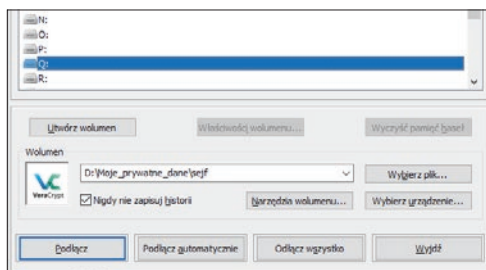 N:
O:
P:
Q:
R:
Utwórz wolumen Właściwości wolumenu... Wyczyść pamięć haseł
Wolumen
D:\Moje_prywatne_dane\sejf Wybierz plik...
VeraCrypt Nigdy nie zapisuj historii Narzędzia wolumenu... Wybierz urządzenie...
Podłącz Podłącz automatycznie Odłącz wszystko Wyjdź